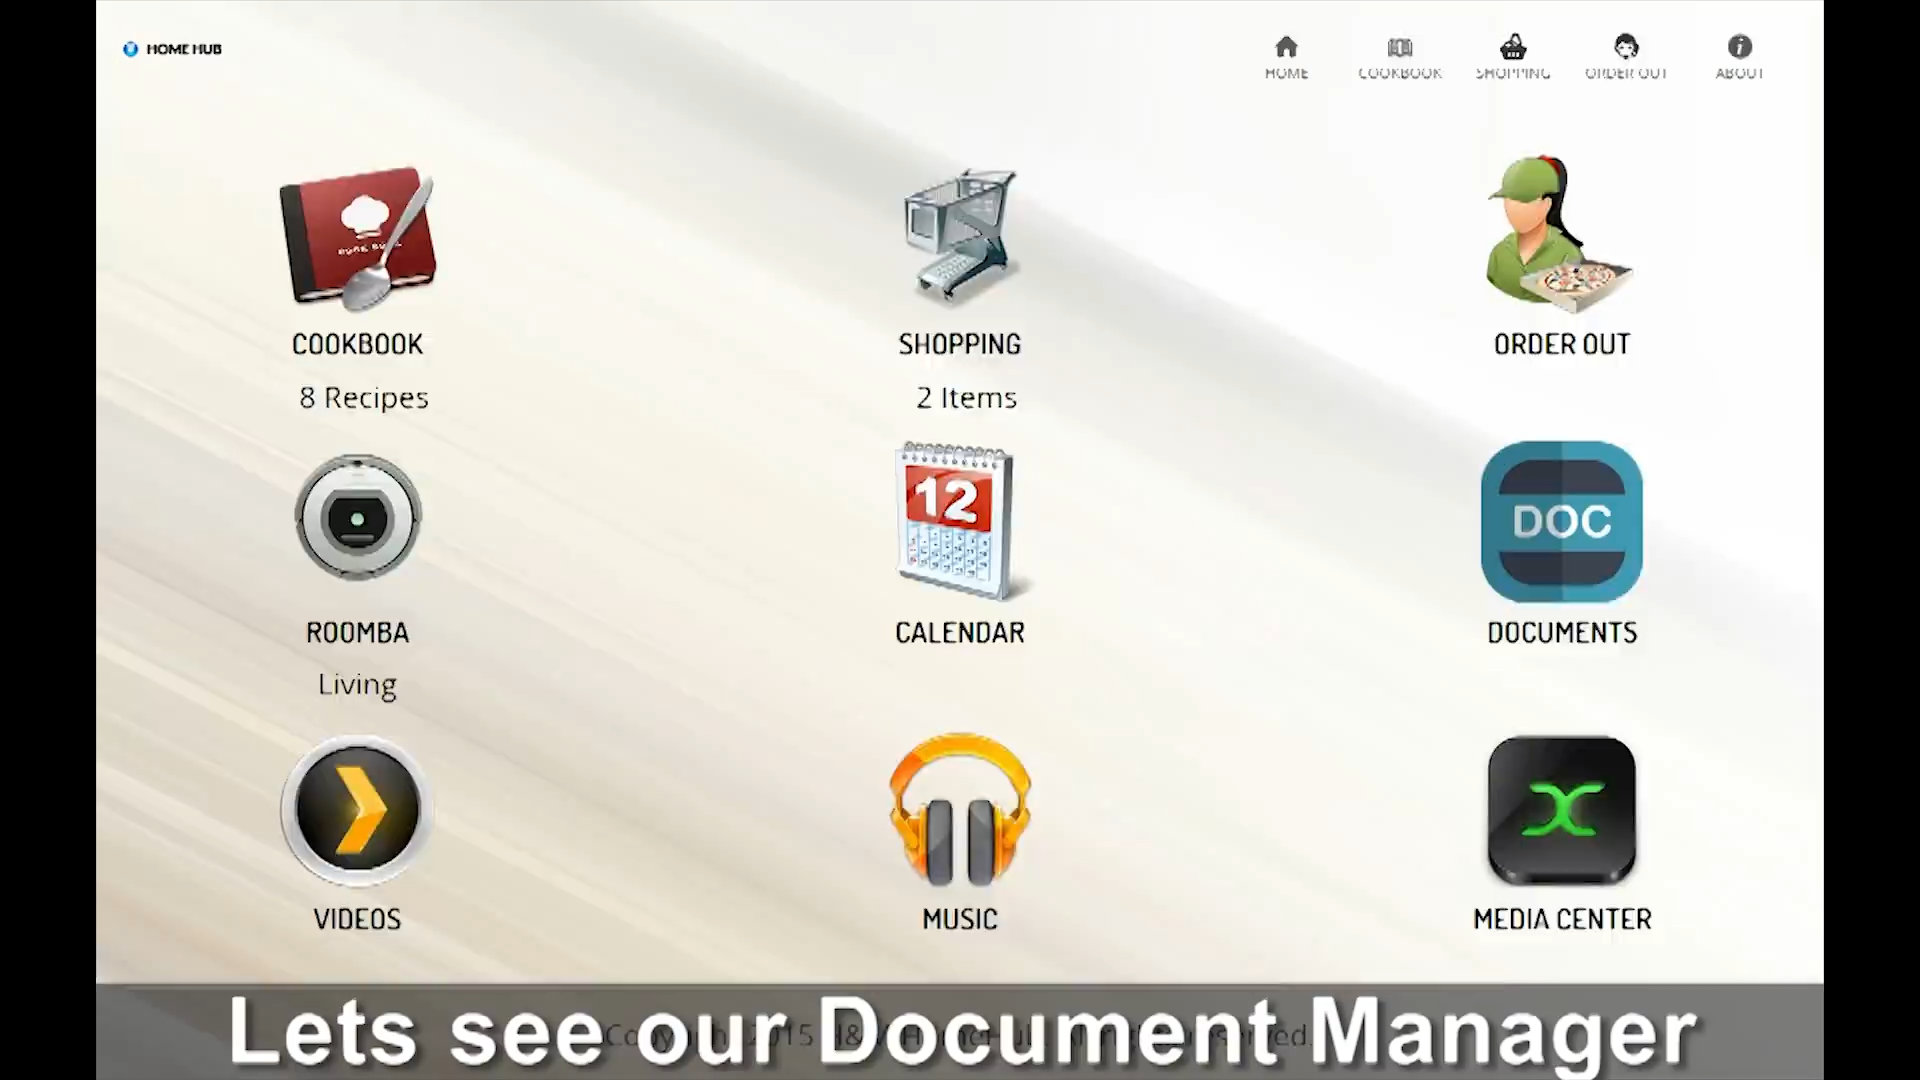 HOME HUB
HOME COOKBOOK SHOPPING ORDER OUT ABOUT
COOKBOOK SHOPPING ORDER OUT
8 Recipes 2 Items
12
DOC
ROOMBA CALENDAR DOCUMENTS
Living
VIDEOS MUSIC MEDIA CENTER
Lets see our Document Manager